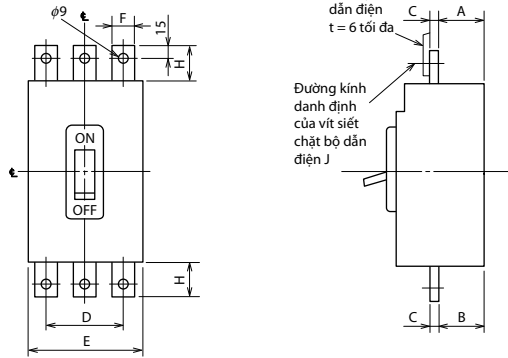 ℄
F
φ9
15
H
ON
OFF
℄
H
D
E
dẫn điện
t = 6 tối đa
C
A
Đường kính
danh định
của vít siết
chặt bộ dẫn
điện J
C
B